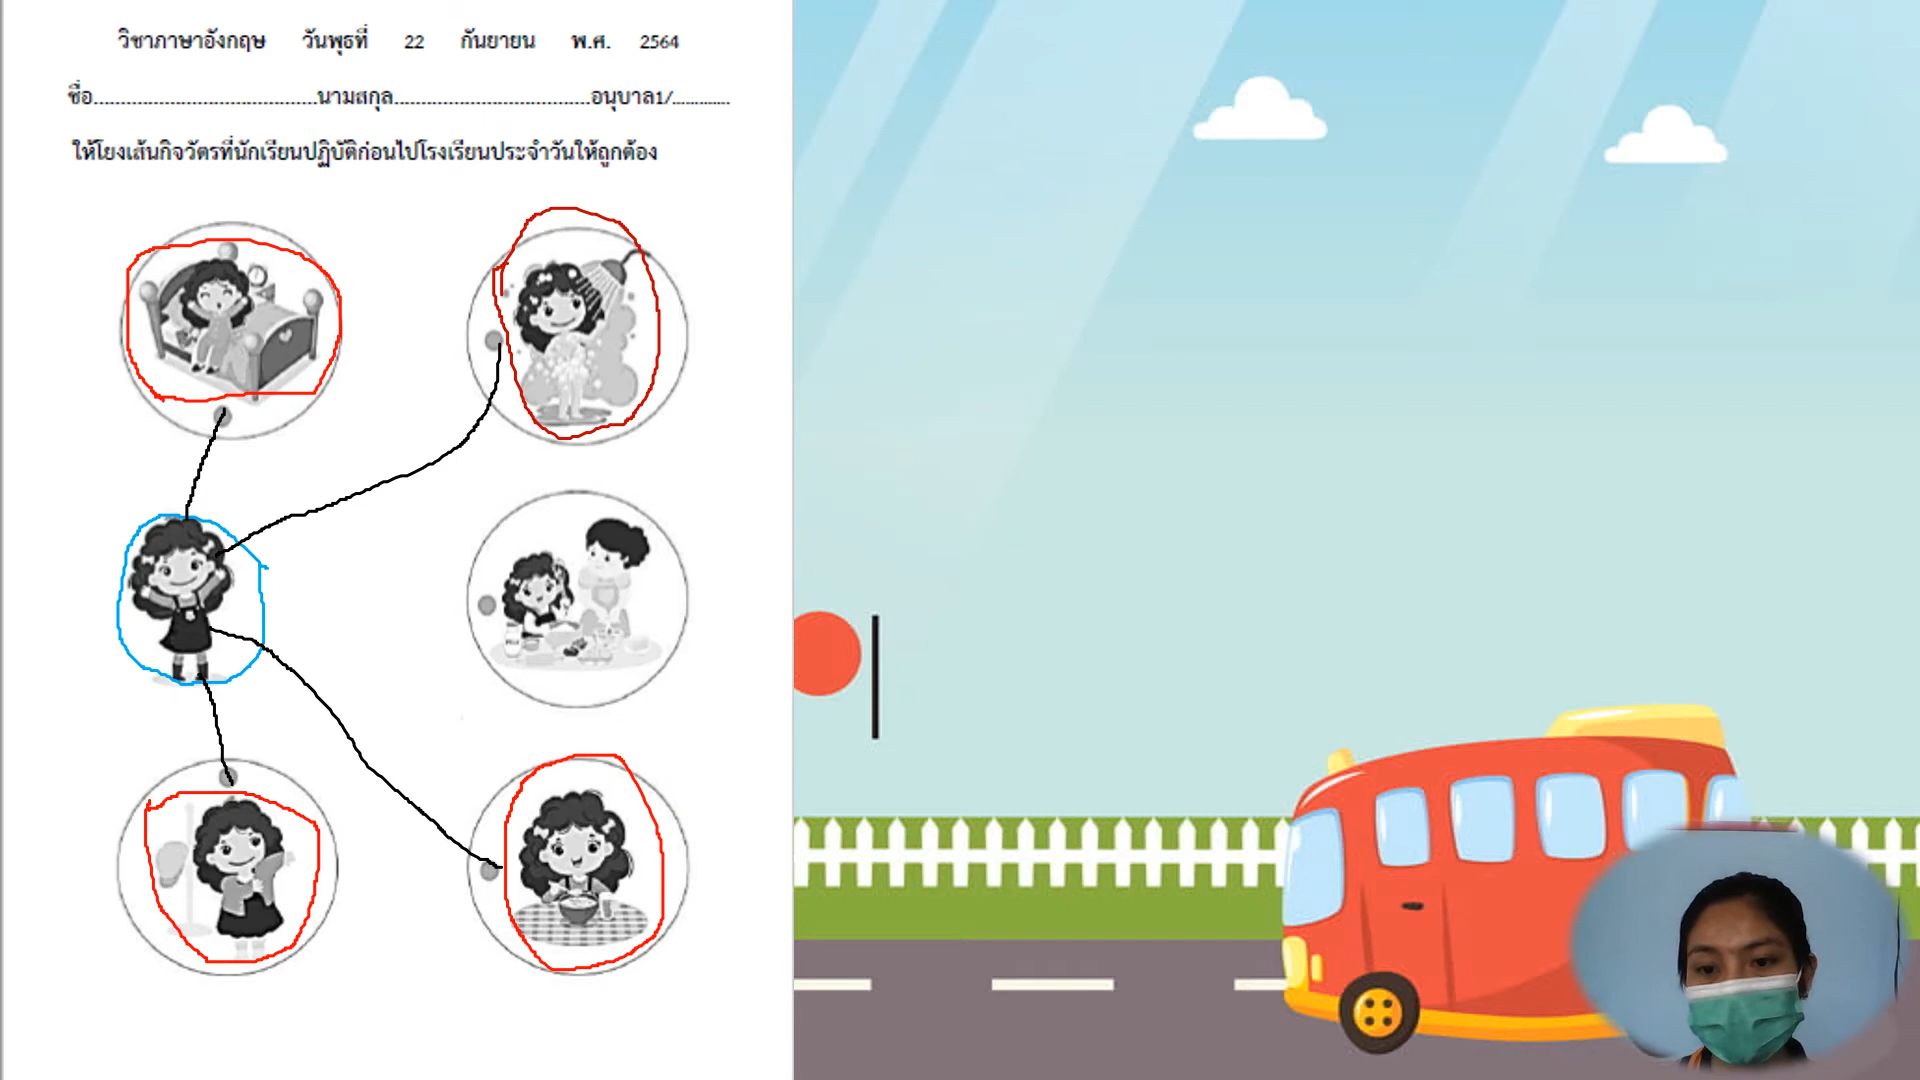 วิชาภาษาอังกฤษ วันพุธที่ 22 กันยายน พ.ศ. 2564
ชื่อ........................................นามสกุล...................................อนุบาล1/.............
ให้โยงเส้นกิจวัตรที่นักเรียนปฏิบัติก่อนไปโรงเรียนประจำวันให้ถูกต้อง